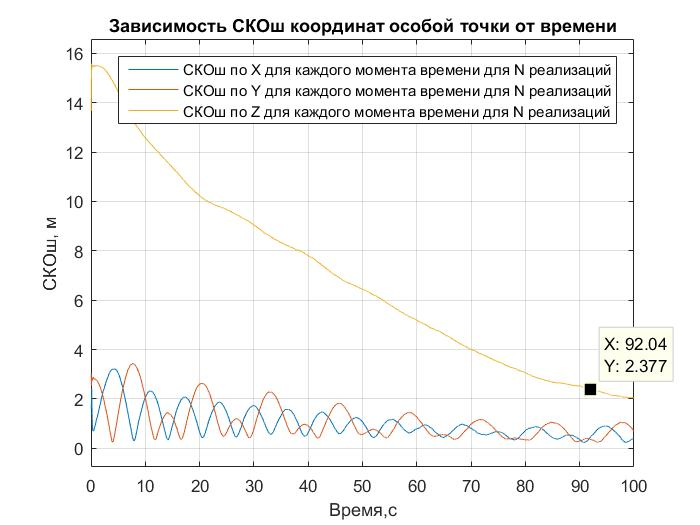 Зависимость СКОш координат особой точки от времени
16
14
12
10
8
6
4
2
0
СКОш, м
СКОш по X для каждого момента времени для N реализаций
СКОш по Y для каждого момента времени для N реализаций
СКОш по Z для каждого момента времени для N реализаций
X: 92.04
Y: 2.377
0 10 20 30 40 50 60 70 80 90 100
Время,с